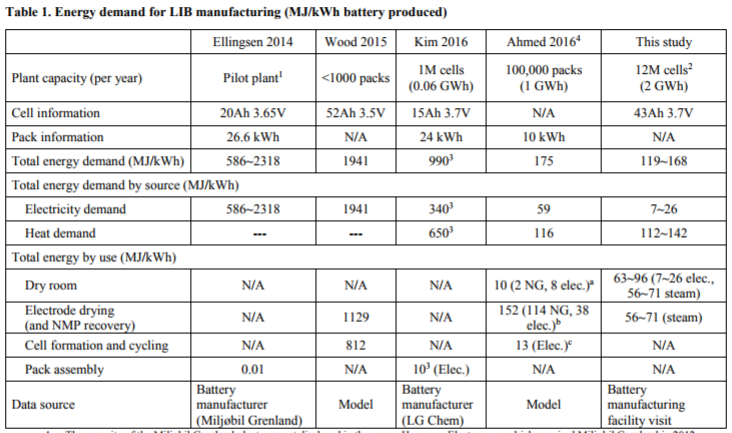 Table 1. Energy demand for LIB manufacturing (MJ/kWh battery produced)
Ellingsen 2014 Wood 2015 Kim 2016 Ahmed 2016⁴ This study
Plant capacity (per year) Pilot plant¹ <1000 packs 1M cells (0.06 GWh) 100,000 packs (1 GWh) 12M cells² (2 GWh)
Cell information 20Ah 3.65V 52Ah 3.5V 15Ah 3.7V N/A 43Ah 3.7V
Pack information 26.6 kWh N/A 24 kWh 10 kWh N/A
Total energy demand (MJ/kWh) 586~2318 1941 990³ 175 119~168
Total energy demand by source (MJ/kWh)
Electricity demand 586~2318 1941 340³ 59 7~26
Heat demand --- --- 650³ 116 112~142
Total energy by use (MJ/kWh)
Dry room N/A N/A N/A 10 (2 NG, 8 elec.)ᵃ 63~96 (7~26 elec., 56~71 steam)
Electrode drying (and NMP recovery) N/A 1129 N/A 152 (114 NG, 38 elec.)ᵇ 56~71 (steam)
Cell formation and cycling N/A 812 N/A 13 (Elec.)ᶜ N/A
Pack assembly 0.01 N/A 10³ (Elec.) N/A N/A
Data source Battery manufacturer (Miljøbil Grenland) Model Battery manufacturer (LG Chem) Model Battery manufacturing facility visit